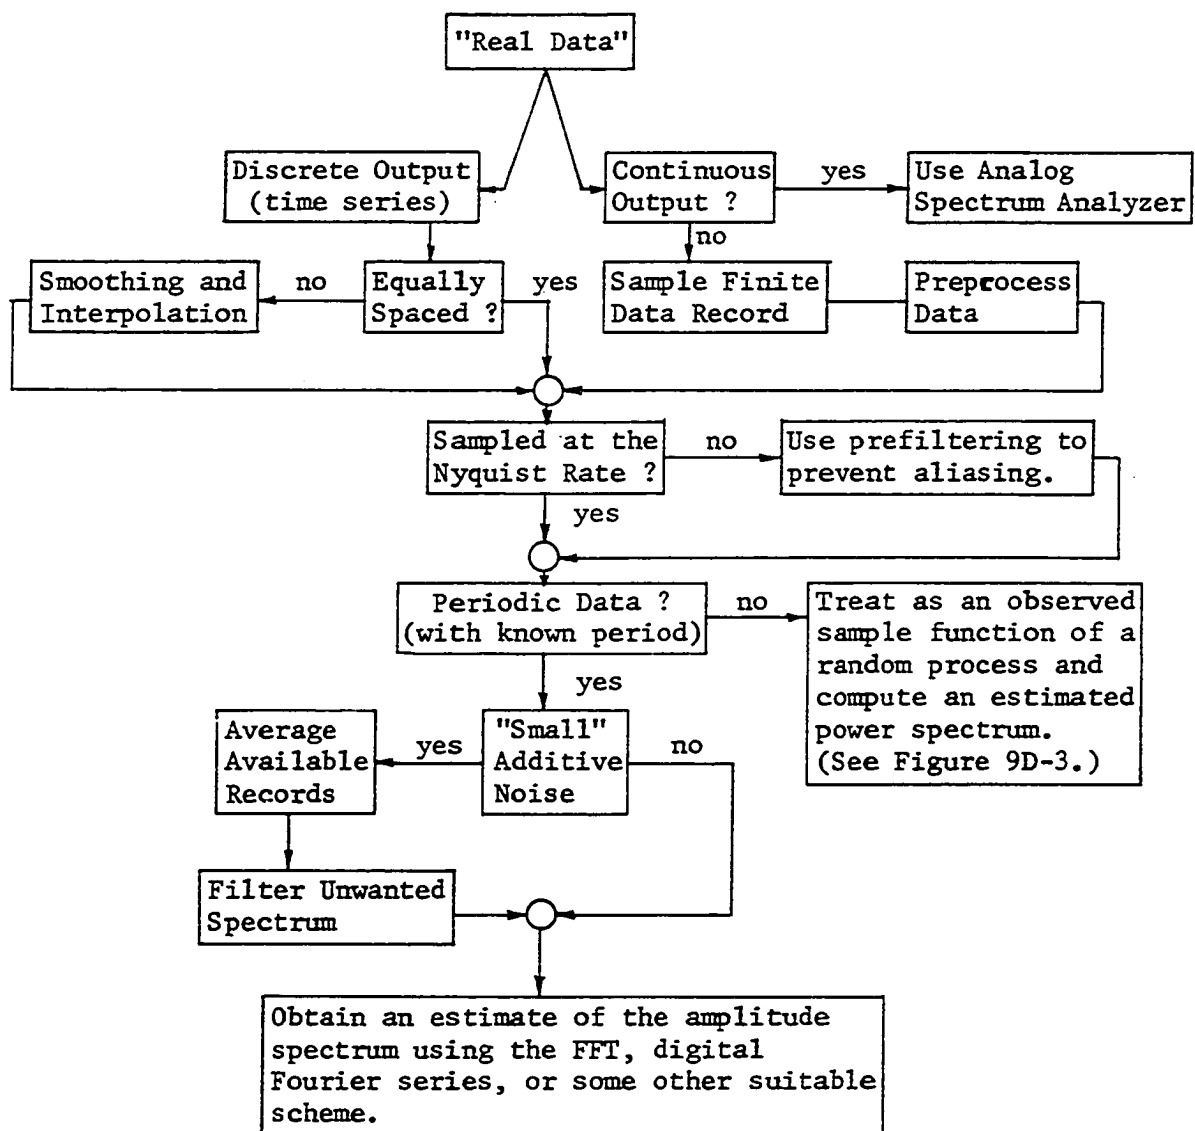 "Real Data"
Discrete Output
(time series)
Continuous
Output ?
yes
Use Analog
Spectrum Analyzer
no
Smoothing and
Interpolation
no
Equally
Spaced ?
yes
Sample Finite
Data Record
Preprocess
Data
Sampled at the
Nyquist Rate ?
no
Use prefiltering to
prevent aliasing.
yes
Periodic Data ?
(with known period)
no
Treat as an observed
sample function of a
random process and
compute an estimated
power spectrum.
(See Figure 9D-3.)
yes
Average
Available
Records
yes
"Small"
Additive
Noise
no
Filter Unwanted
Spectrum
Obtain an estimate of the amplitude
spectrum using the FFT, digital
Fourier series, or some other suitable
scheme.